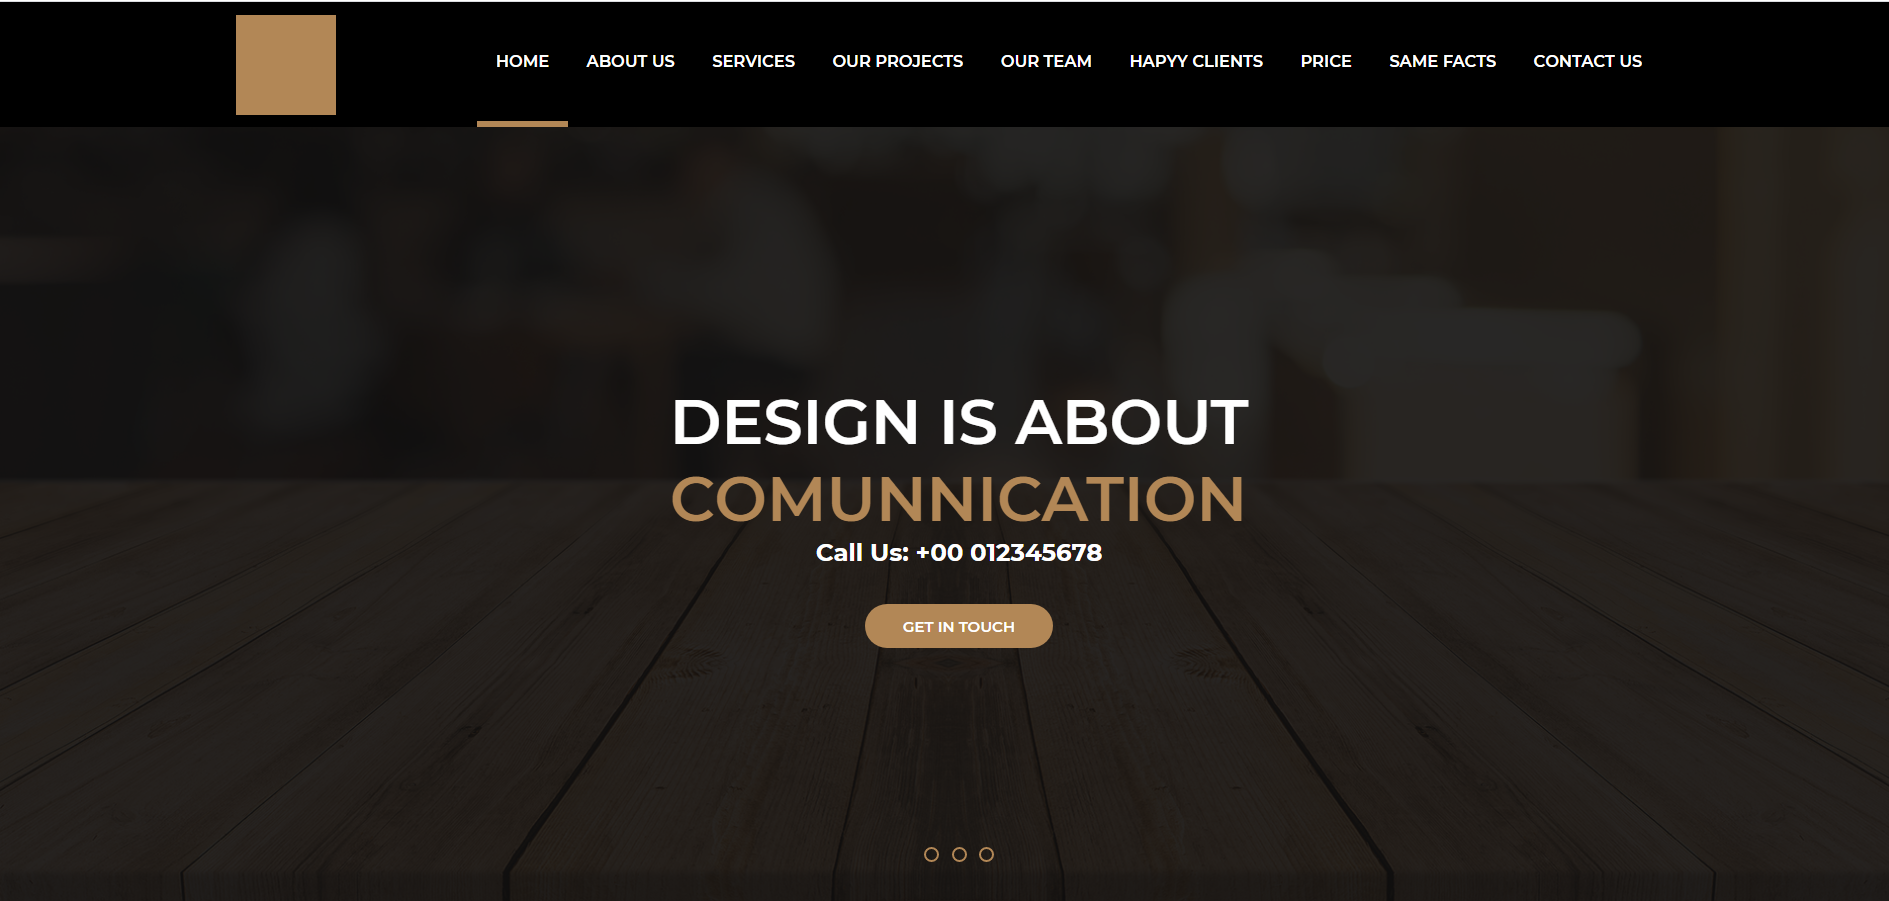 HOME ABOUT US SERVICES OUR PROJECTS OUR TEAM HAPYY CLIENTS PRICE SAME FACTS CONTACT US
DESIGN IS ABOUT
COMUNNICATION
Call Us: +00 012345678
GET IN TOUCH